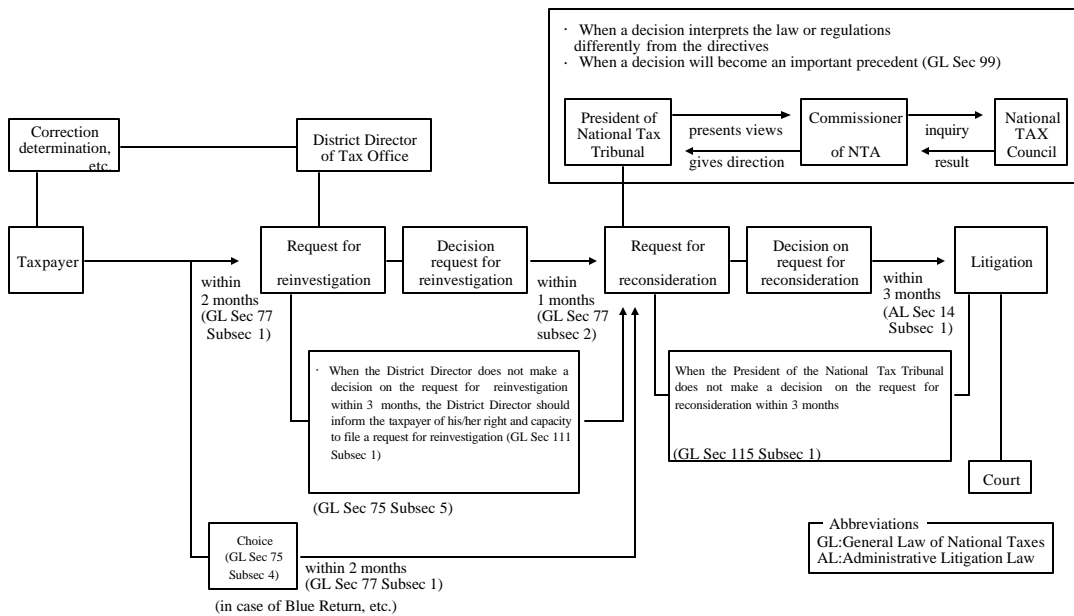 · When a decision interprets the law or regulations
differently from the directives
· When a decision will become an important precedent (GL Sec 99)
President of
National Tax
Tribunal
presents views
gives direction
Commissioner
of NTA
inquiry
result
National
TAX
Council
Correction
determination,
etc.
District Director
of Tax Office
Taxpayer
within
2 months
(GL Sec 77
Subsec 1)
Request for
reinvestigation
Decision
request for
reinvestigation
within
1 months
(GL Sec 77
subsec 2)
Request for
reconsideration
Decision on
request for
reconsideration
within
3 months
(AL Sec 14
Subsec 1)
Litigation
· When the District Director does not make a
decision on the request for reinvestigation
within 3 months, the District Director should
inform the taxpayer of his/her right and capacity
to file a request for reinvestigation (GL Sec 111
Subsec 1)
(GL Sec 75 Subsec 5)
When the President of the National Tax Tribunal
does not make a decision on the request for
reconsideration within 3 months
(GL Sec 115 Subsec 1)
Court
Choice
(GL Sec 75
Subsec 4)
within 2 months
(GL Sec 77 Subsec 1)
(in case of Blue Return, etc.)
Abbreviations
GL:General Law of National Taxes
AL:Administrative Litigation Law